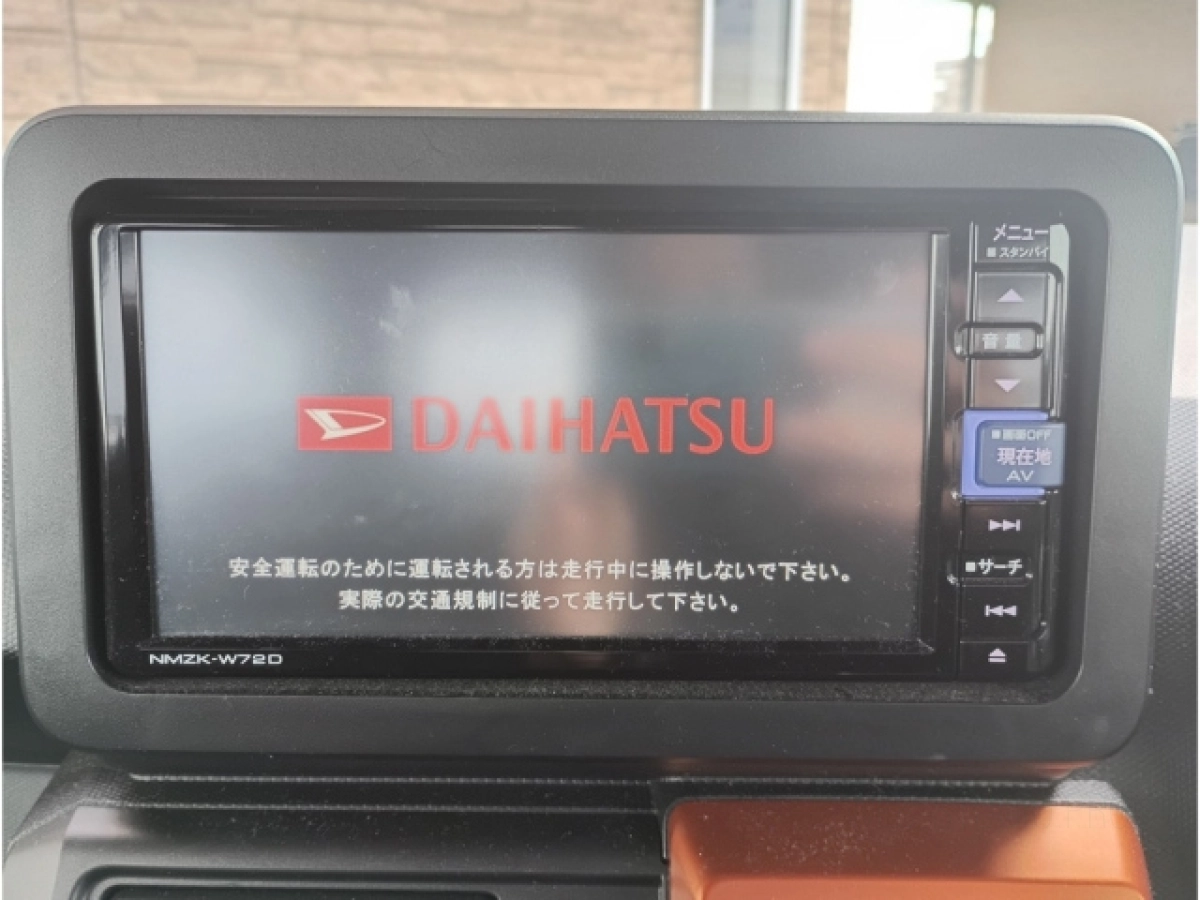 メニュー
■ スタンバイ
音量
■ 画面OFF
現在地
AV
■サーチ
DAIHATSU
安全運転のために運転される方は走行中に操作しないで下さい。
実際の交通規制に従って走行して下さい。
NMZK-W72D